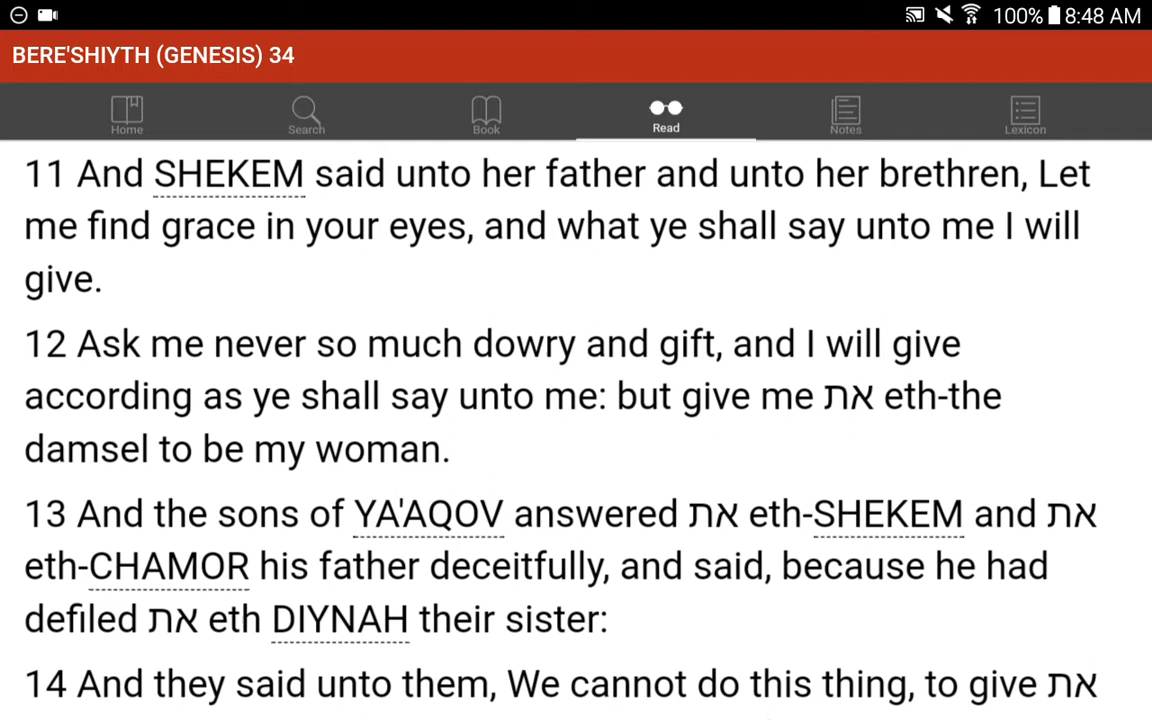 100% 8:48 AM
BERE'SHIYTH (GENESIS) 34
Home Search Book Read Notes Lexicon
11 And SHEKEM said unto her father and unto her brethren, Let
me find grace in your eyes, and what ye shall say unto me I will
give.
12 Ask me never so much dowry and gift, and I will give
according as ye shall say unto me: but give me את eth-the
damsel to be my woman.
13 And the sons of YA'AQOV answered את eth-SHEKEM and את
eth-CHAMOR his father deceitfully, and said, because he had
defiled את eth DIYNAH their sister:
14 And they said unto them, We cannot do this thing, to give את